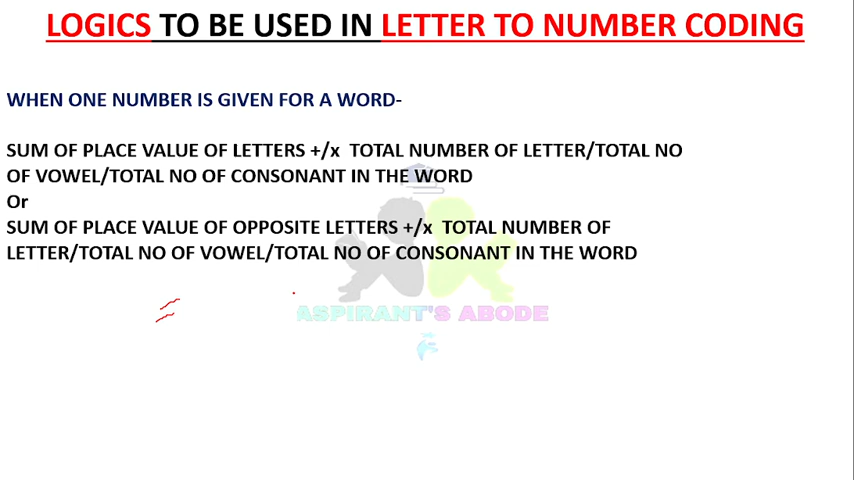 LOGICS TO BE USED IN LETTER TO NUMBER CODING
WHEN ONE NUMBER IS GIVEN FOR A WORD-
SUM OF PLACE VALUE OF LETTERS +/x TOTAL NUMBER OF LETTER/TOTAL NO
OF VOWEL/TOTAL NO OF CONSONANT IN THE WORD
Or
SUM OF PLACE VALUE OF OPPOSITE LETTERS +/x TOTAL NUMBER OF
LETTER/TOTAL NO OF VOWEL/TOTAL NO OF CONSONANT IN THE WORD
ASPIRANT'S ABODE